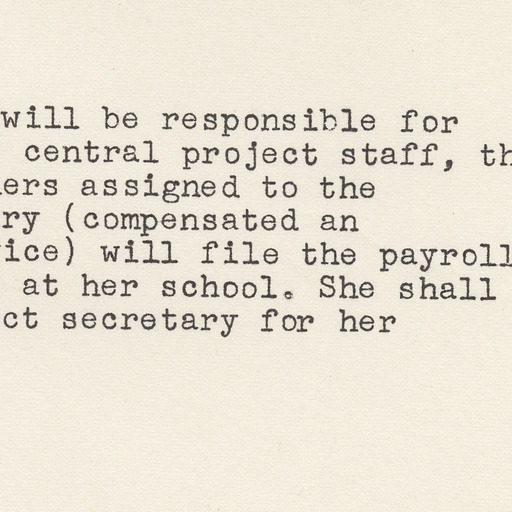 will be responsible for
central project staff, th
ers assigned to the
ry (compensated an
ice) will file the payroll
at her school. She shall
ct secretary for her